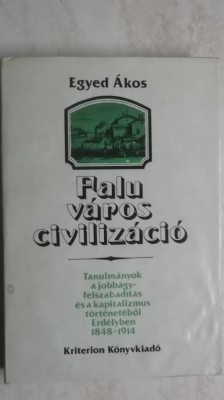 Egyed Ákos
Falu
város
civilizáció
Tanulmányok
a jobbágy-
felszabadítás
és a kapitalizmus
történetéből
Erdélyben
1848-1914
Kriterion Könyvkiadó